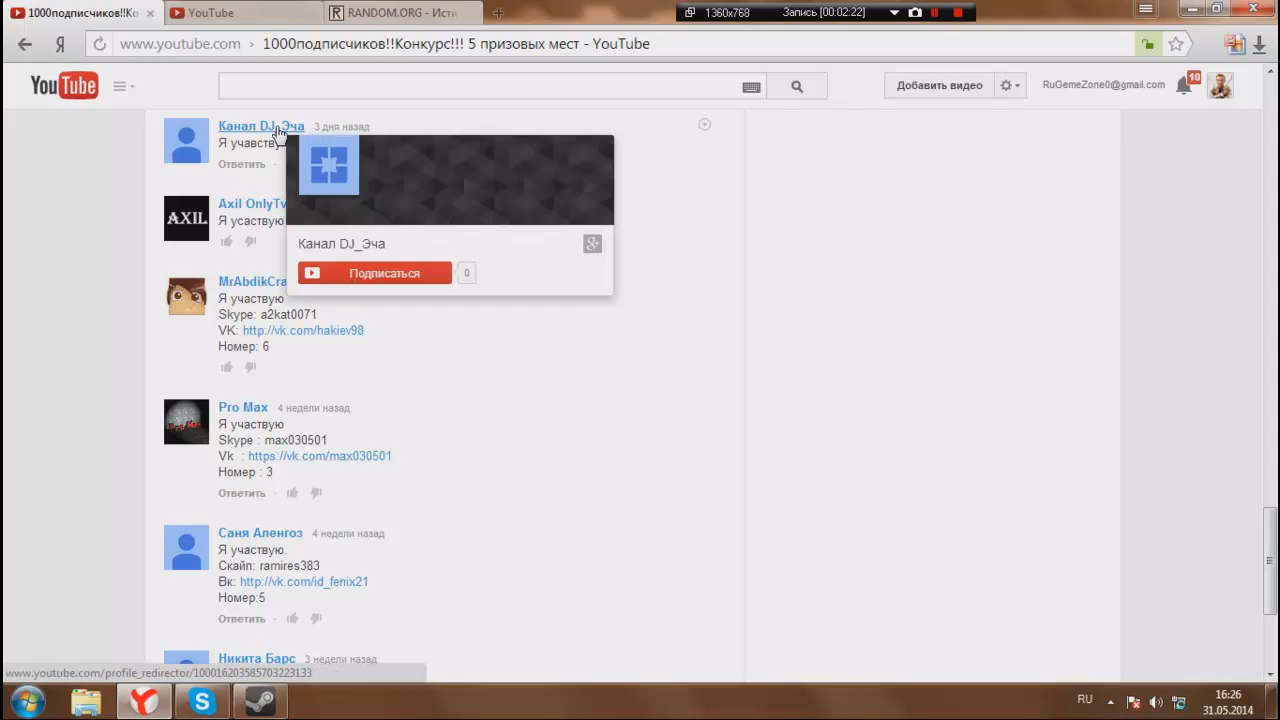 1000подписчиков!!Ко
YouTube
RANDOM.ORG - Исти
1360x768
Запись [00:02:22]
www.youtube.com › 1000подписчиков!!Конкурс!!! 5 призовых мест - YouTube
YouTube
Добавить видео
RuGemeZone0@gmail.com
10
Канал DJ_Эча 3 дня назад
Я учавству
Ответить
Канал DJ_Эча
Подписаться
0
AXIL
Axil OnlyTv
Я усаствую
MrAbdikCra
Я участвую
Skype: a2kat0071
VK: http://vk.com/hakiev98
Номер: 6
Pro Max 4 недели назад
Я участвую
Skype : max030501
Vk : https://vk.com/max030501
Номер : 3
Ответить
Саня Аленгоз 4 недели назад
Я участвую.
Скайп: ramires383
Вк: http://vk.com/id_fenix21
Номер:5
Ответить
Никита Барс 3 недели назад
www.youtube.com/profile_redirector/100016203585703223133
RU
16:26
31.05.2014